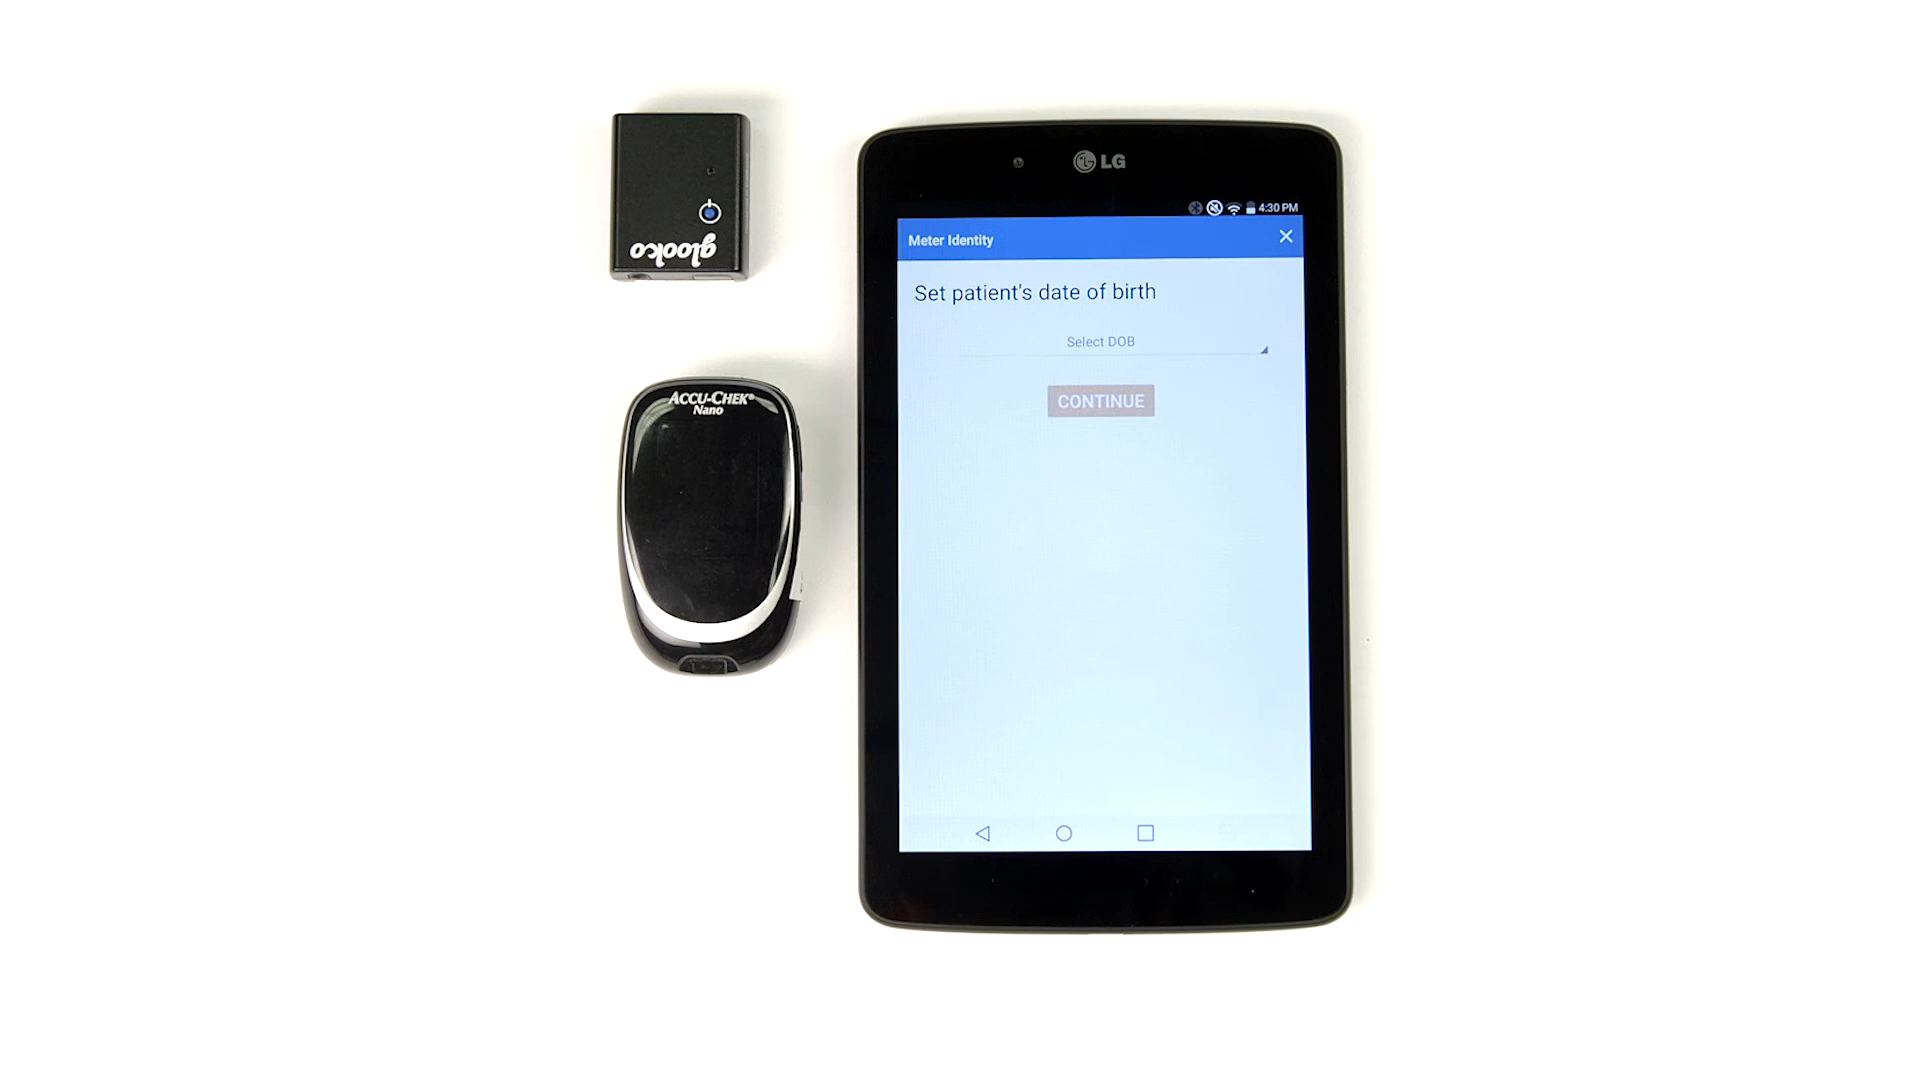 glooko
ACCU-CHEK®
Nano
LG
4:30 PM
Meter Identity
Set patient's date of birth
Select DOB
CONTINUE